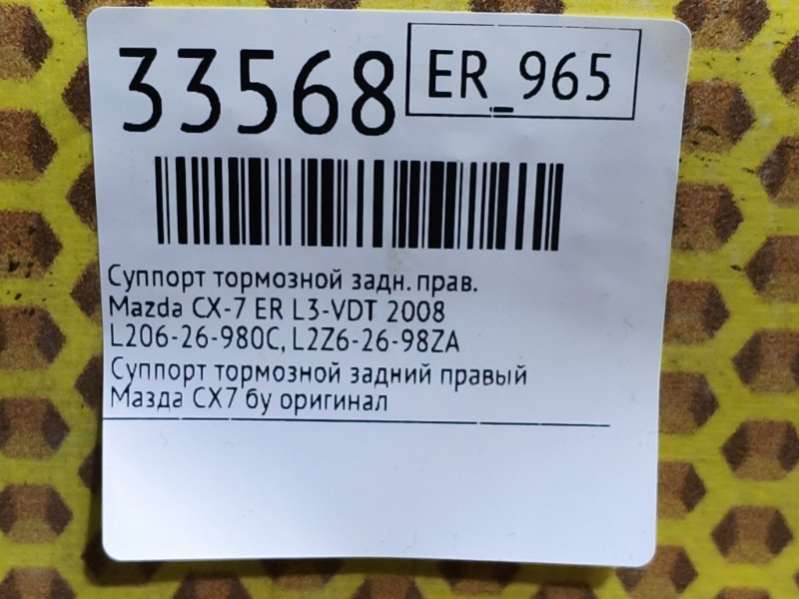 33568
ER_965
Суппорт тормозной задн. прав.
Mazda CX-7 ER L3-VDT 2008
L206-26-980C, L2Z6-26-98ZA
Суппорт тормозной задний правый
Мазда СХ7 бу оригинал